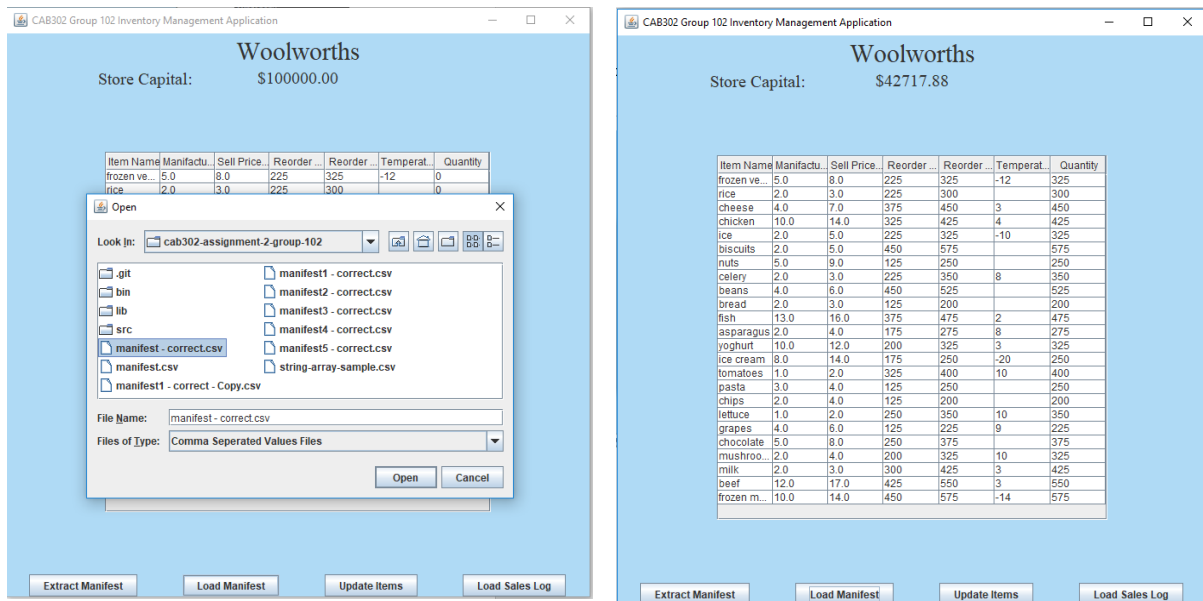 CAB302 Group 102 Inventory Management Application
Woolworths
Store Capital: $100000.00
Item Name Manifactu... Sell Price... Reorder ... Reorder ... Temperat... Quantity
frozen ve... 5.0 8.0 225 325 -12 0
rice 2.0 3.0 225 300 0
Open
Look In: cab302-assignment-2-group-102
.git
bin
lib
src
manifest - correct.csv
manifest.csv
manifest1 - correct - Copy.csv
manifest1 - correct.csv
manifest2 - correct.csv
manifest3 - correct.csv
manifest4 - correct.csv
manifest5 - correct.csv
string-array-sample.csv
File Name: manifest - correct.csv
Files of Type: Comma Seperated Values Files
Open Cancel
Extract Manifest Load Manifest Update Items Load Sales Log
CAB302 Group 102 Inventory Management Application
Woolworths
Store Capital: $42717.88
Item Name Manifactu... Sell Price... Reorder ... Reorder ... Temperat... Quantity
frozen ve... 5.0 8.0 225 325 -12 325
rice 2.0 3.0 225 300 300
cheese 4.0 7.0 375 450 3 450
chicken 10.0 14.0 325 425 4 425
ice 2.0 5.0 225 325 -10 325
biscuits 2.0 5.0 450 575 575
nuts 5.0 9.0 125 250 250
celery 2.0 3.0 225 350 8 350
beans 4.0 6.0 450 525 525
bread 2.0 3.0 125 200 200
fish 13.0 16.0 375 475 2 475
asparagus 2.0 4.0 175 275 8 275
yoghurt 10.0 12.0 200 325 3 325
ice cream 8.0 14.0 175 250 -20 250
tomatoes 1.0 2.0 325 400 10 400
pasta 3.0 4.0 125 250 250
chips 2.0 4.0 125 200 200
lettuce 1.0 2.0 250 350 10 350
grapes 4.0 6.0 125 225 9 225
chocolate 5.0 8.0 250 375 375
mushroo... 2.0 4.0 200 325 10 325
milk 2.0 3.0 300 425 3 425
beef 12.0 17.0 425 550 3 550
frozen m... 10.0 14.0 450 575 -14 575
Extract Manifest Load Manifest Update Items Load Sales Log